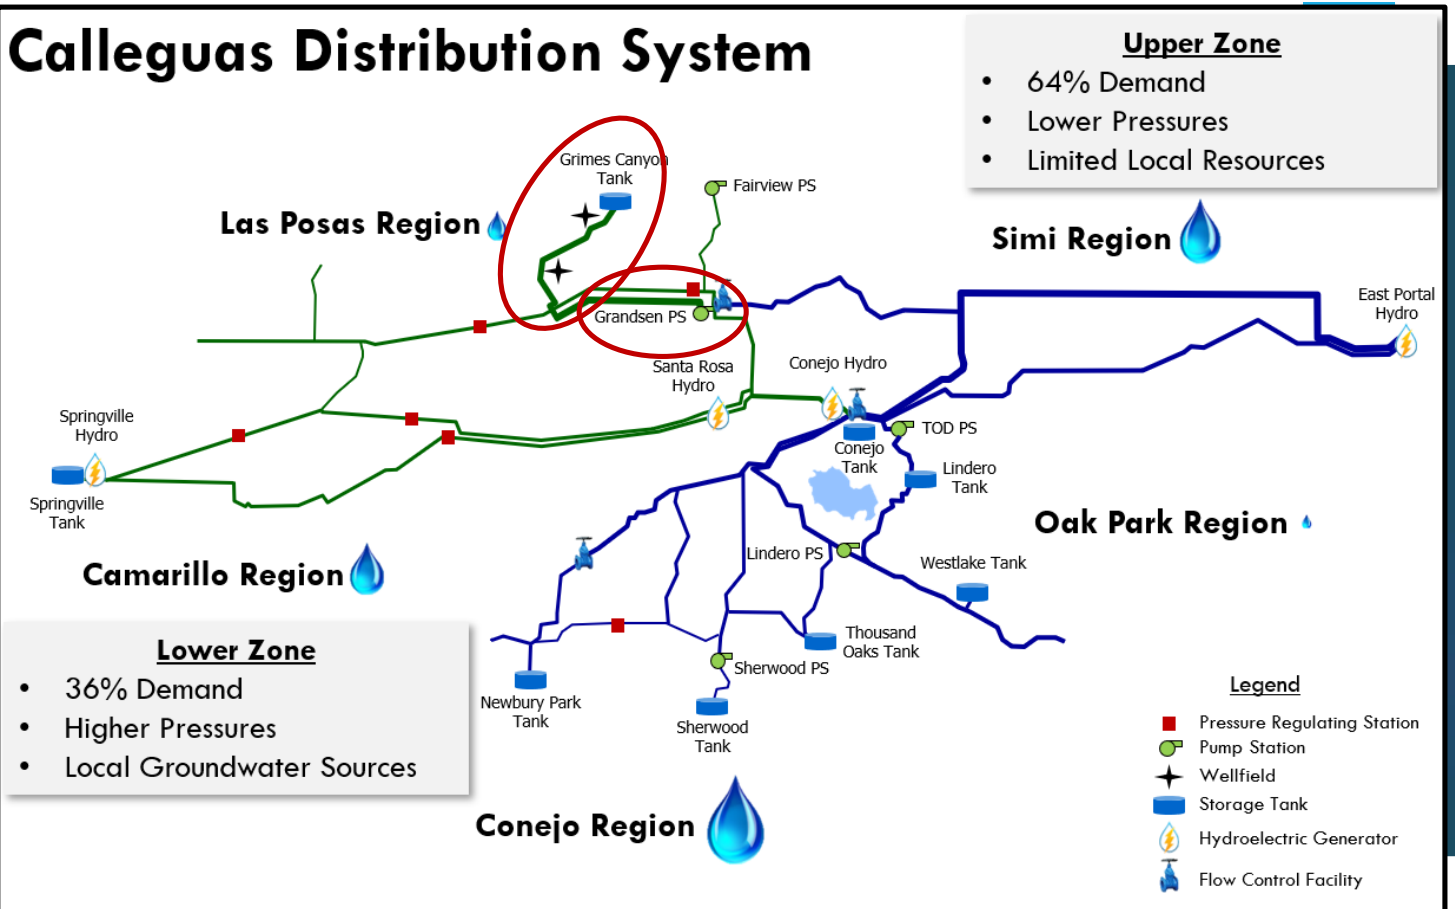 Calleguas Distribution System
Upper Zone
• 64% Demand
• Lower Pressures
• Limited Local Resources
Grimes Canyon
Tank
Fairview PS
Las Posas Region
Simi Region
East Portal
Hydro
Grandsen PS
Santa Rosa
Hydro
Conejo Hydro
Springville
Hydro
TOD PS
Conejo
Tank
Lindero
Tank
Springville
Tank
Oak Park Region
Lindero PS
Westlake Tank
Camarillo Region
Thousand
Oaks Tank
Lower Zone
• 36% Demand
• Higher Pressures
• Local Groundwater Sources
Sherwood PS
Newbury Park
Tank
Sherwood
Tank
Conejo Region
Legend
Pressure Regulating Station
Pump Station
Wellfield
Storage Tank
Hydroelectric Generator
Flow Control Facility